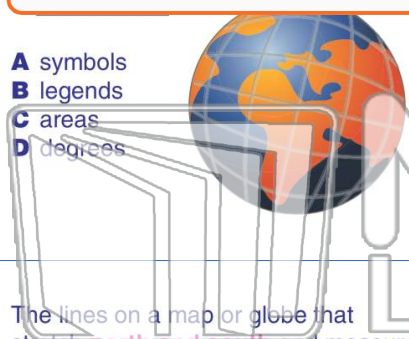 A symbols
B legends
C areas
D degrees
The lines on a map or globe that